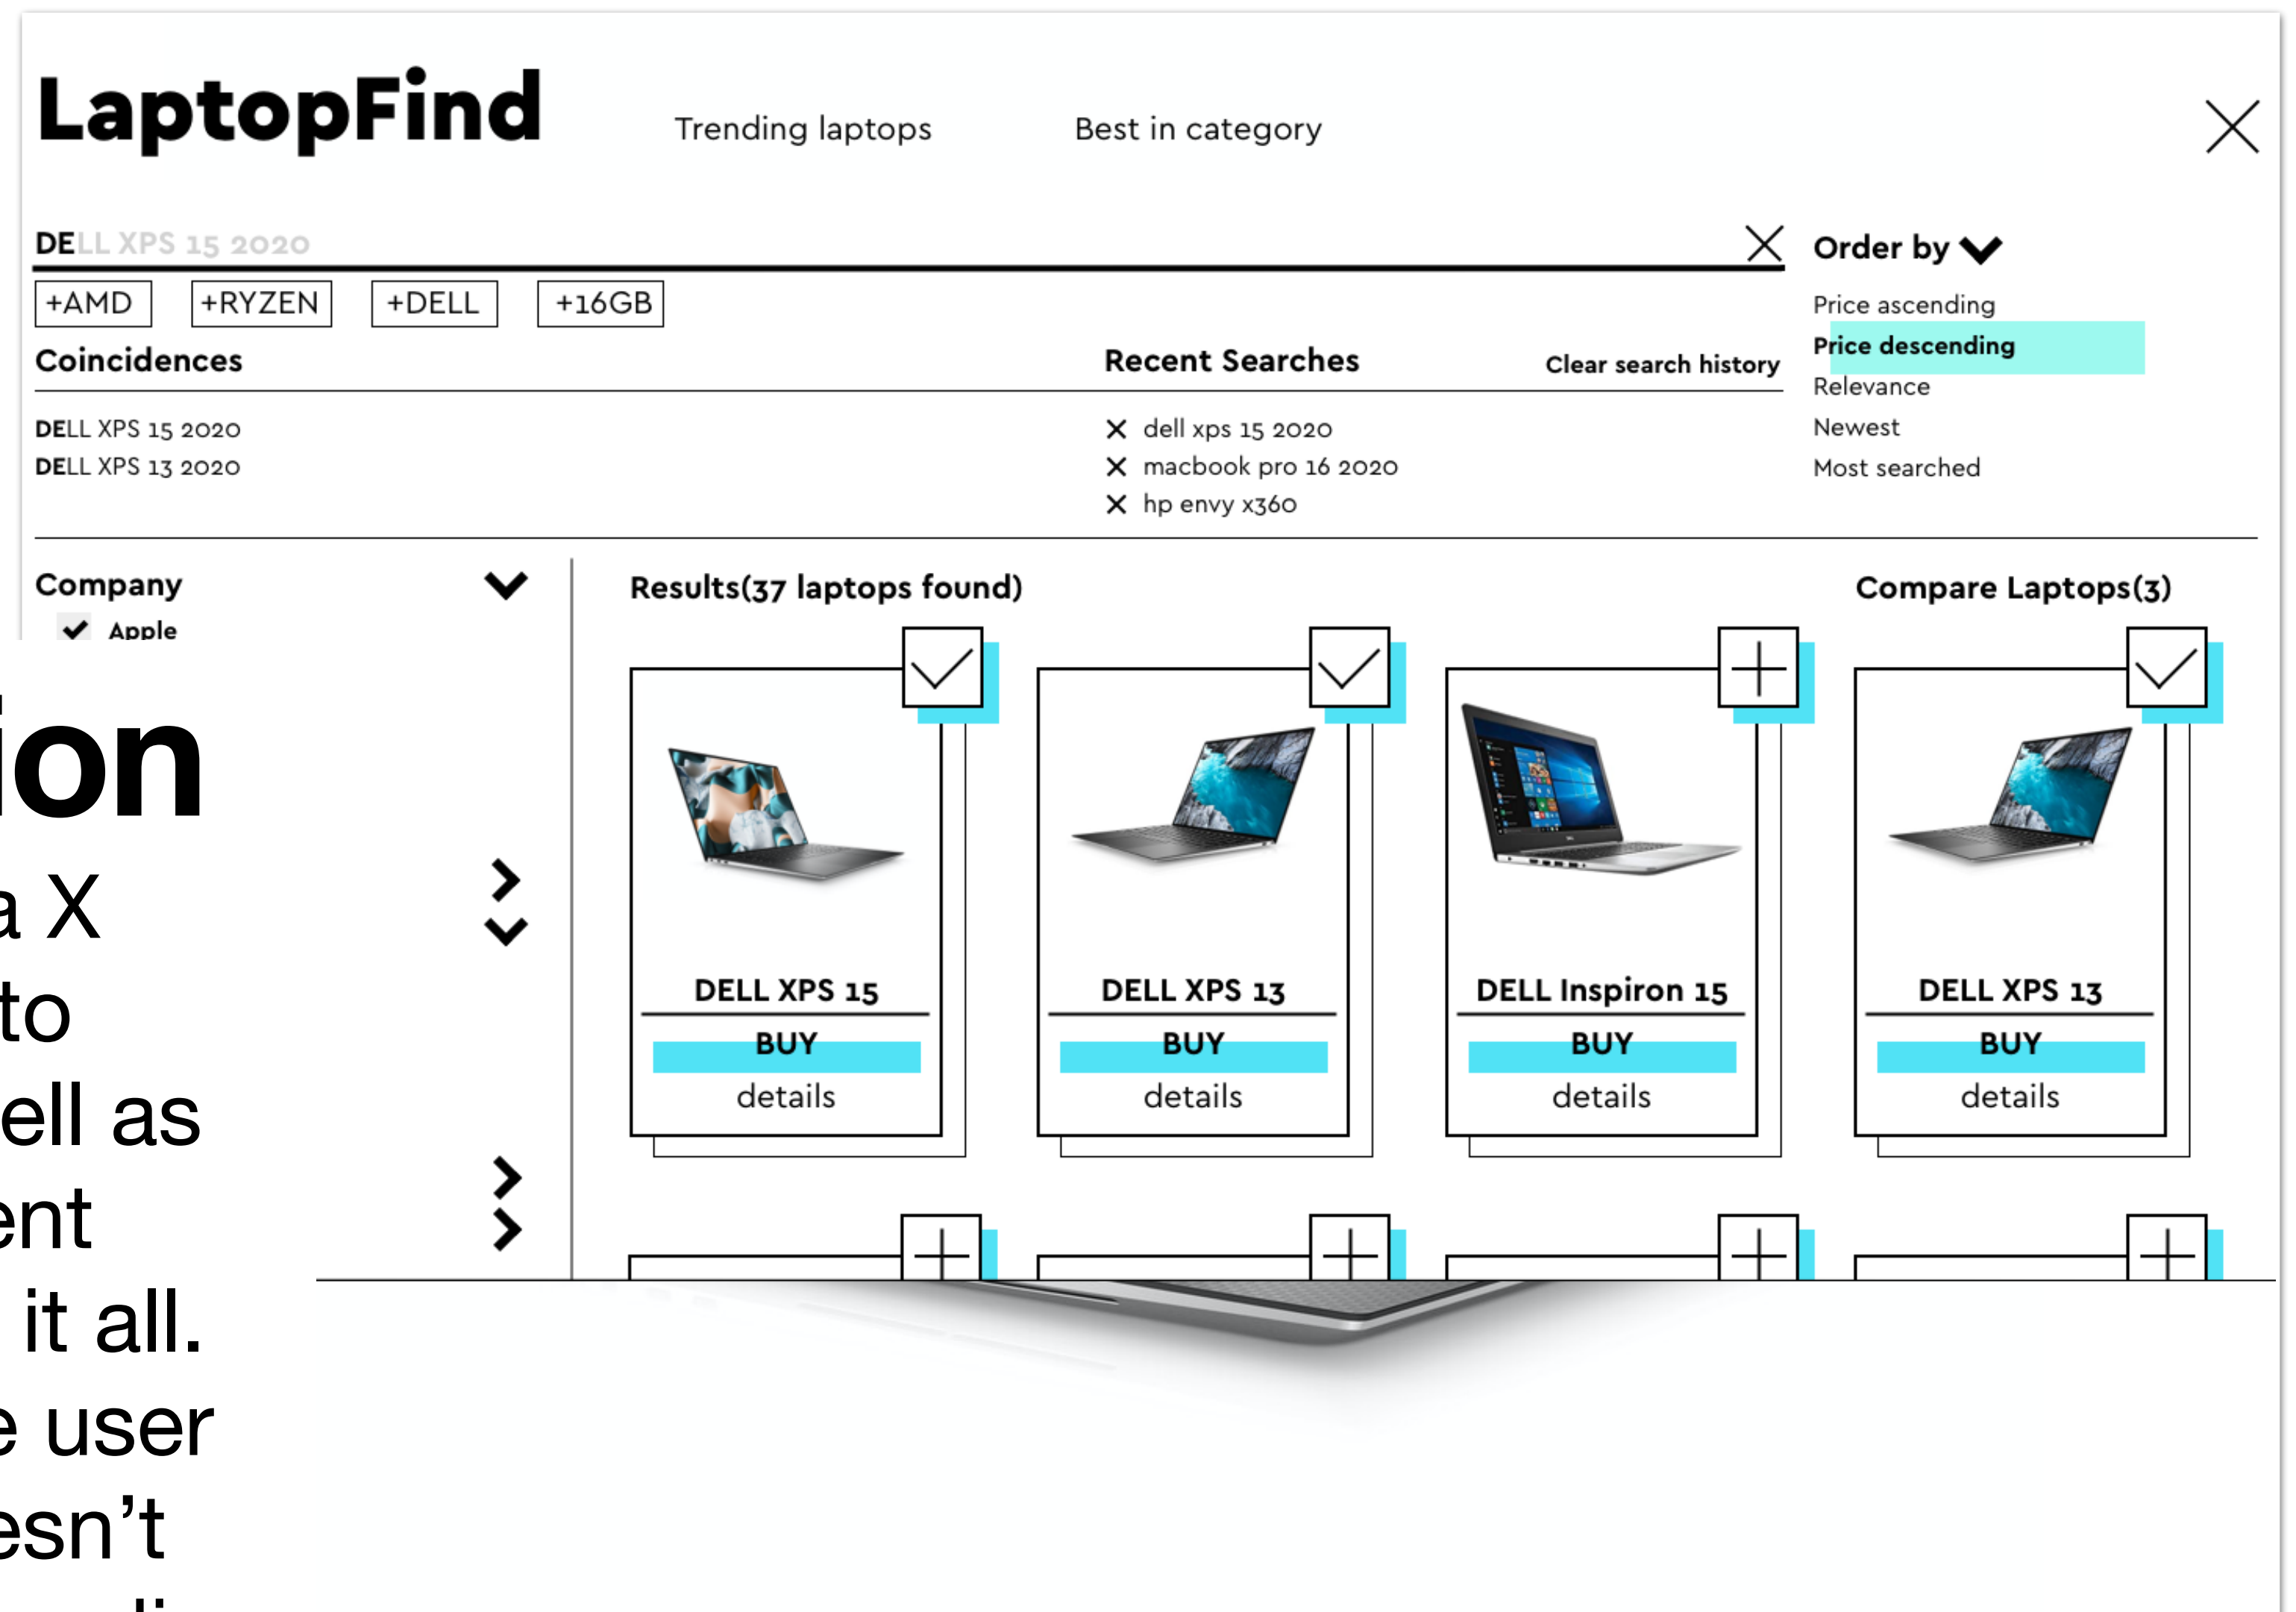 LaptopFind
Trending laptops
Best in category
DELL XPS 15 2020
Order by
+AMD
+RYZEN
+DELL
+16GB
Price ascending
Price descending
Relevance
Newest
Most searched
Coincidences
Recent Searches
Clear search history
DELL XPS 15 2020
DELL XPS 13 2020
dell xps 15 2020
macbook pro 16 2020
hp envy x360
Company
Apple
Results(37 laptops found)
Compare Laptops(3)
DELL XPS 15
BUY
details
DELL XPS 13
BUY
details
DELL Inspiron 15
BUY
details
DELL XPS 13
BUY
details
ion
a X
to
ell as
ent
it all.
e user
esn't